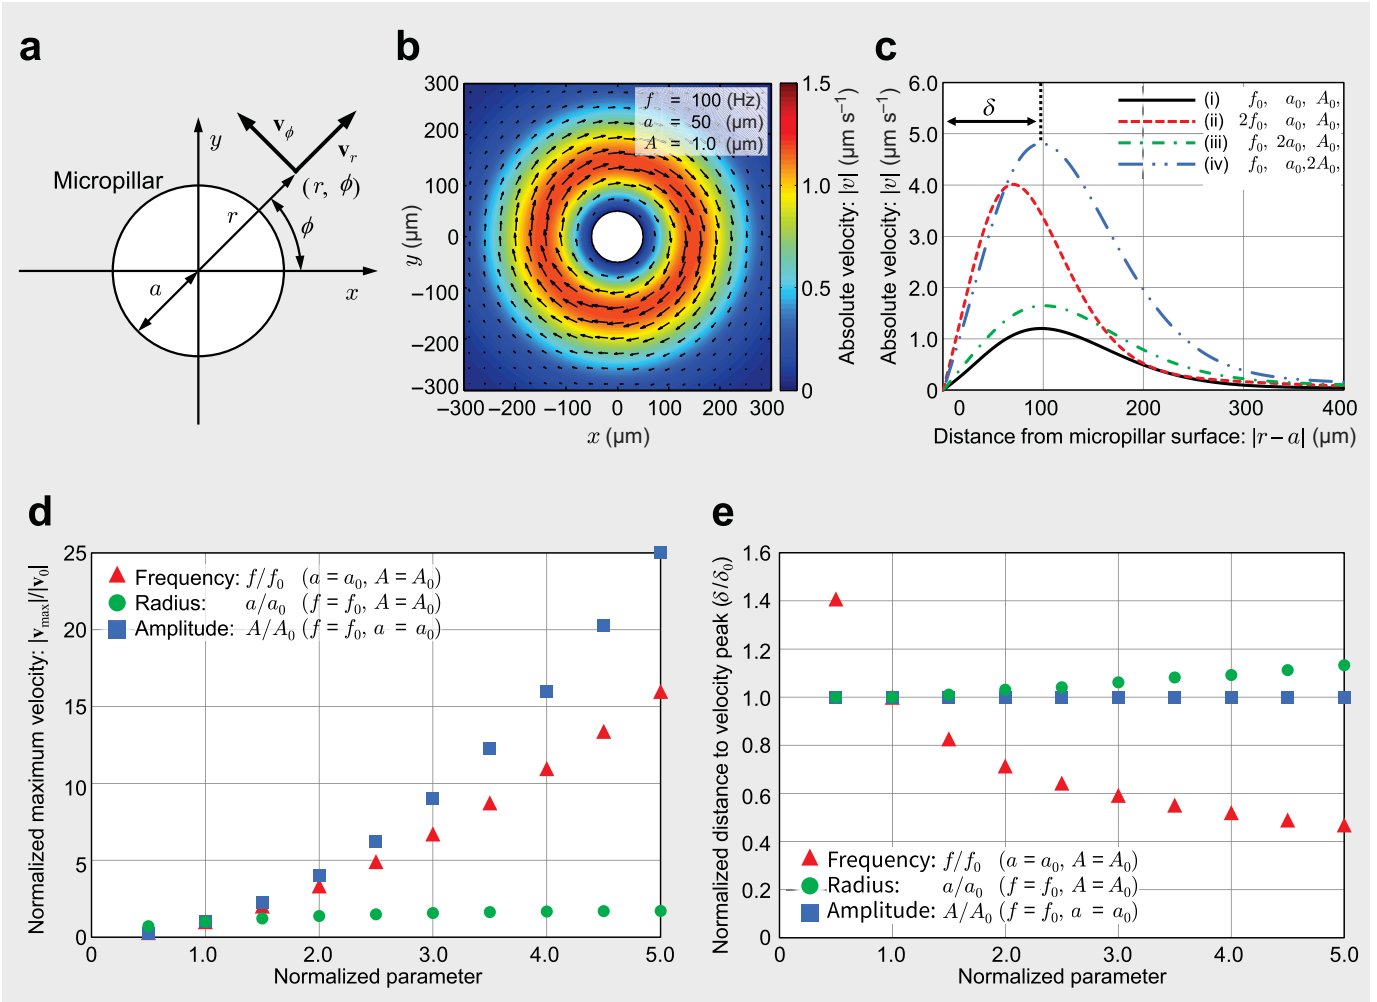 a
Micropillar
y
x
a
r
ϕ
(r, ϕ)
v_ϕ
v_r
b
f = 100 (Hz)
a = 50 (µm)
A = 1.0 (µm)
300
200
100
0
−100
−200
−300
y (µm)
−300 −200 −100 0 100 200 300
x (µm)
1.5
1.0
0.5
0
Absolute velocity: |v| (µm s⁻¹)
c
6.0
5.0
4.0
3.0
2.0
1.0
0
Absolute velocity: |v| (µm s⁻¹)
δ
(i) f₀, a₀, A₀,
(ii) 2f₀, a₀, A₀,
(iii) f₀, 2a₀, A₀,
(iv) f₀, a₀,2A₀,
0 100 200 300 400
Distance from micropillar surface: |r − a| (µm)
d
Normalized maximum velocity: |v_max|/|v₀|
25
20
15
10
5
0
Frequency: f/f₀ (a = a₀, A = A₀)
Radius: a/a₀ (f = f₀, A = A₀)
Amplitude: A/A₀ (f = f₀, a = a₀)
0 1.0 2.0 3.0 4.0 5.0
Normalized parameter
e
Normalized distance to velocity peak (δ/δ₀)
1.6
1.4
1.2
1.0
0.8
0.6
0.4
0.2
0
Frequency: f/f₀ (a = a₀, A = A₀)
Radius: a/a₀ (f = f₀, A = A₀)
Amplitude: A/A₀ (f = f₀, a = a₀)
0 1.0 2.0 3.0 4.0 5.0
Normalized parameter